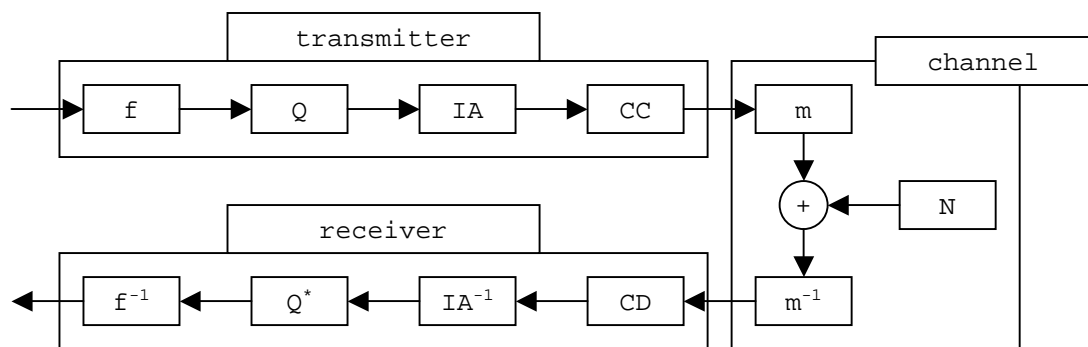 transmitter
channel
f Q IA CC m
+ N
receiver
f⁻¹ Q* IA⁻¹ CD m⁻¹